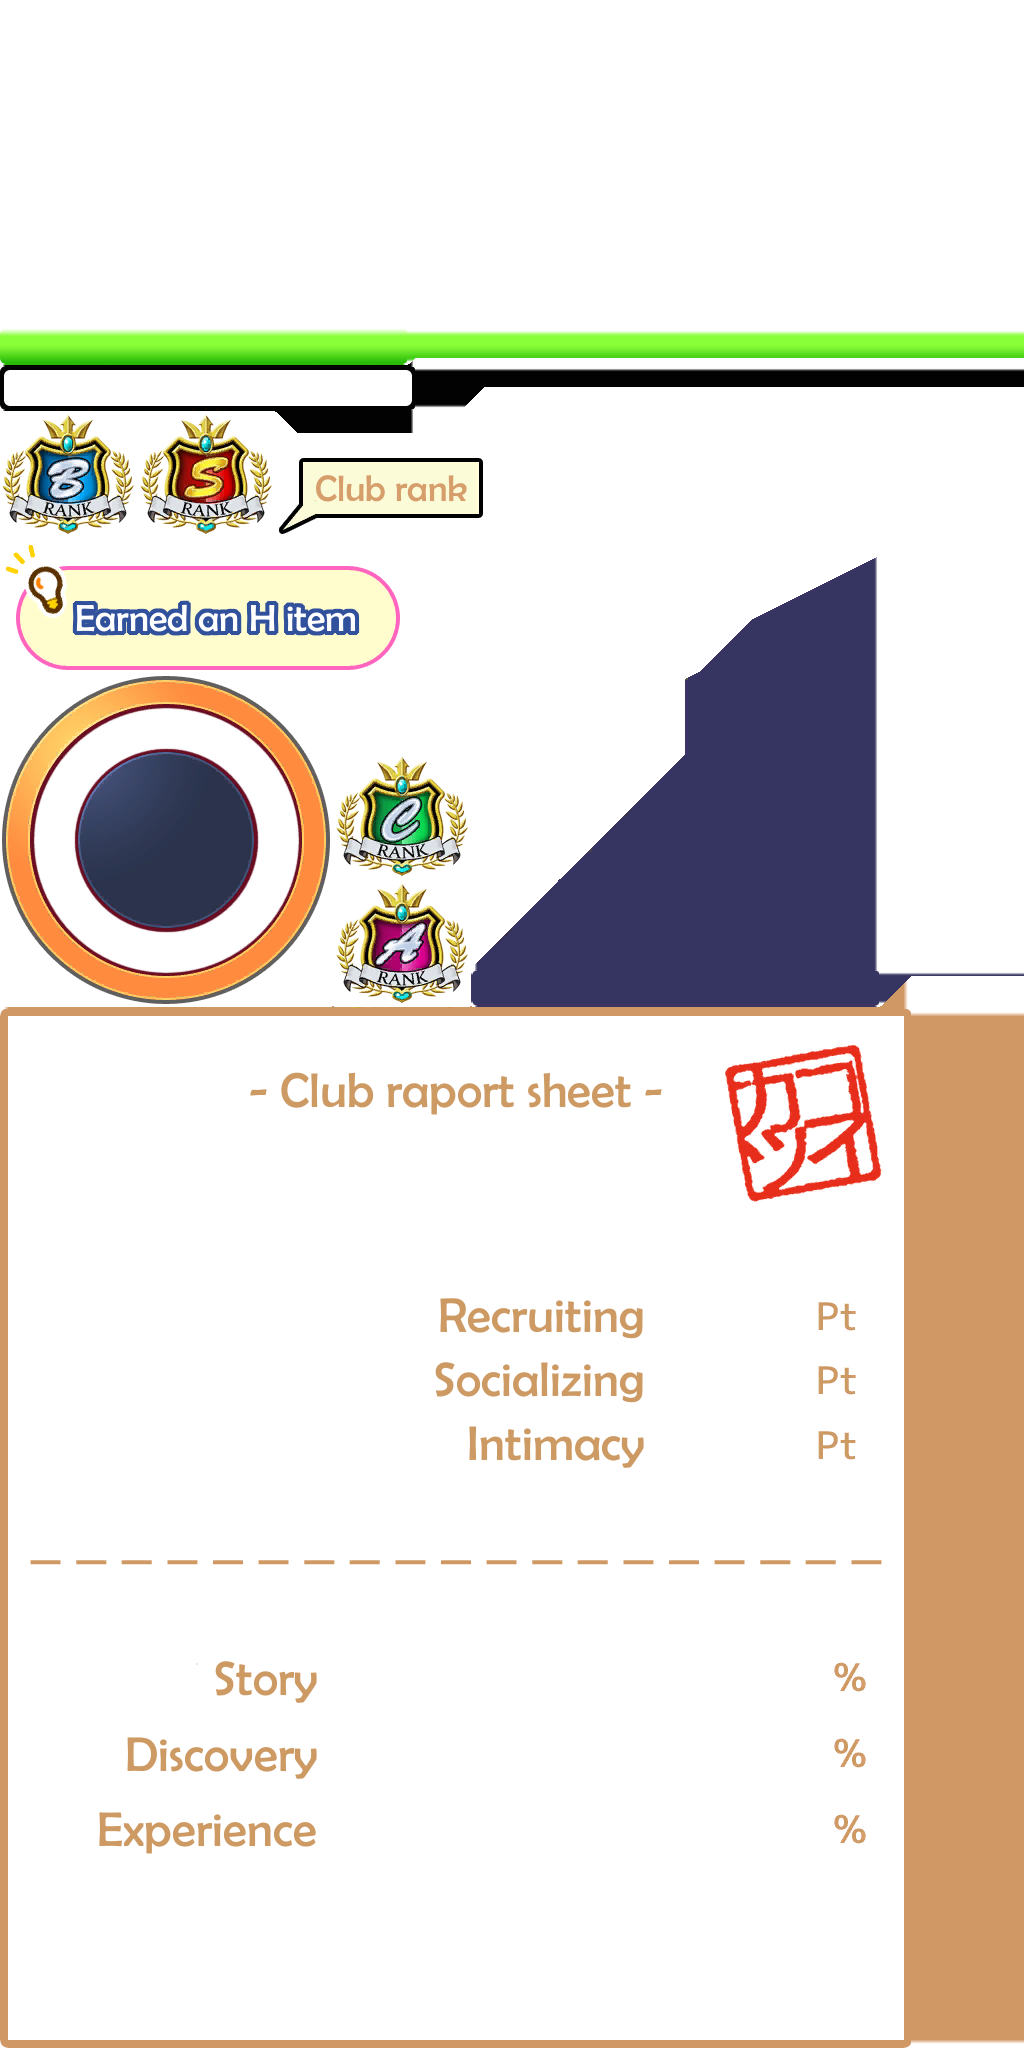 B
RANK
S
RANK
Club rank
Earned an H item
C
RANK
A
RANK
- Club raport sheet -
Recruiting Pt
Socializing Pt
Intimacy Pt
Story %
Discovery %
Experience %